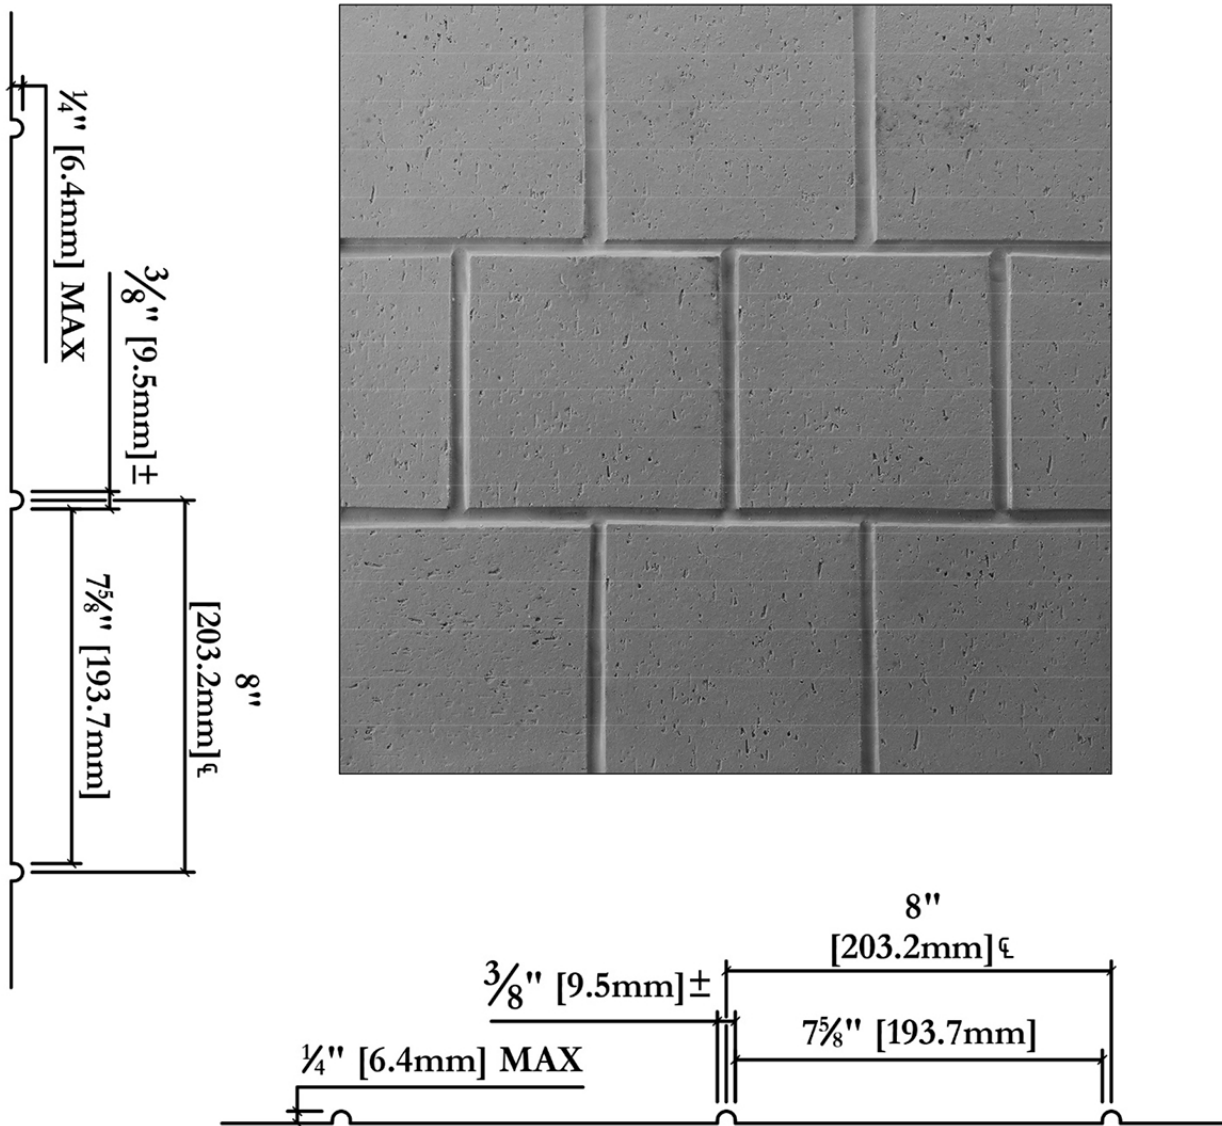 ¼" [6.4mm] MAX
⅜" [9.5mm]±
7⅝" [193.7mm]
8"
[203.2mm]℄
8"
[203.2mm]℄
⅜" [9.5mm]±
7⅝" [193.7mm]
¼" [6.4mm] MAX